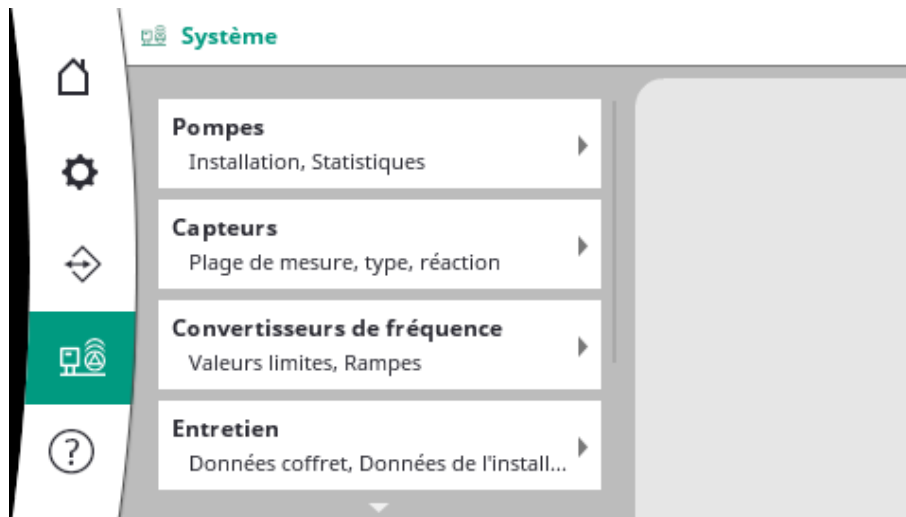 Système
Pompes
Installation, Statistiques
Capteurs
Plage de mesure, type, réaction
Convertisseurs de fréquence
Valeurs limites, Rampes
Entretien
Données coffret, Données de l'install...
?